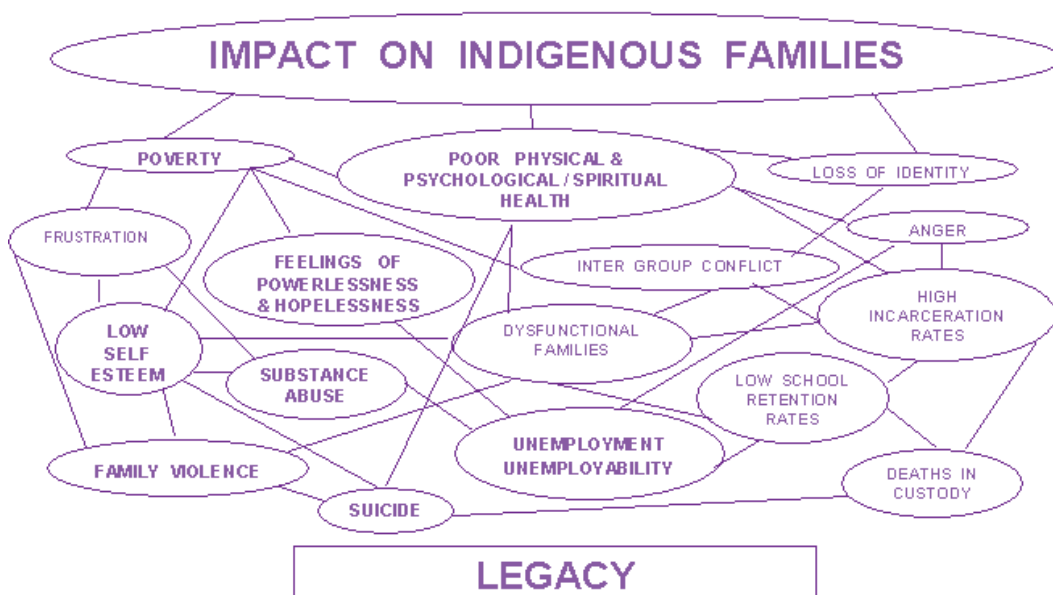 IMPACT ON INDIGENOUS FAMILIES
POVERTY
POOR PHYSICAL &
PSYCHOLOGICAL / SPIRITUAL
HEALTH
LOSS OF IDENTITY
FRUSTRATION
ANGER
FEELINGS OF
POWERLESSNESS
& HOPELESSNESS
INTER GROUP CONFLICT
HIGH
INCARCERATION
RATES
LOW
SELF
ESTEEM
DYSFUNCTIONAL
FAMILIES
SUBSTANCE
ABUSE
LOW SCHOOL
RETENTION
RATES
UNEMPLOYMENT
UNEMPLOYABILITY
FAMILY VIOLENCE
DEATHS IN
CUSTODY
SUICIDE
LEGACY